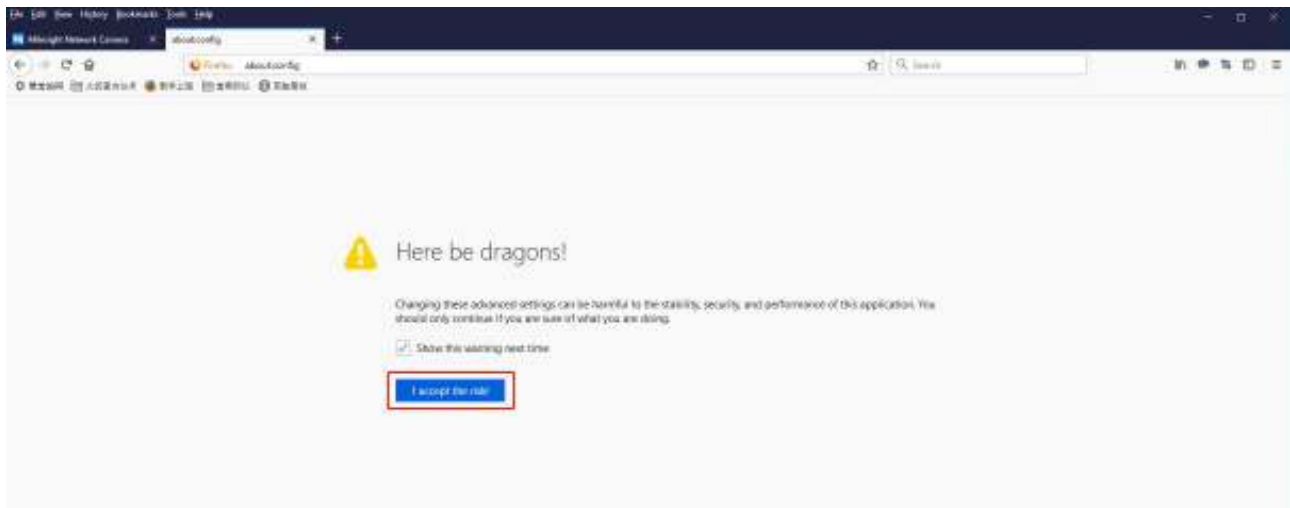 File Edit View History Bookmarks Tools Help
Milesight Network Camera about:config
Firefox about:config Search
Here be dragons!
Changing these advanced settings can be harmful to the stability, security, and performance of this application. You
should only continue if you are sure of what you are doing.
Show this warning next time
I accept the risk!